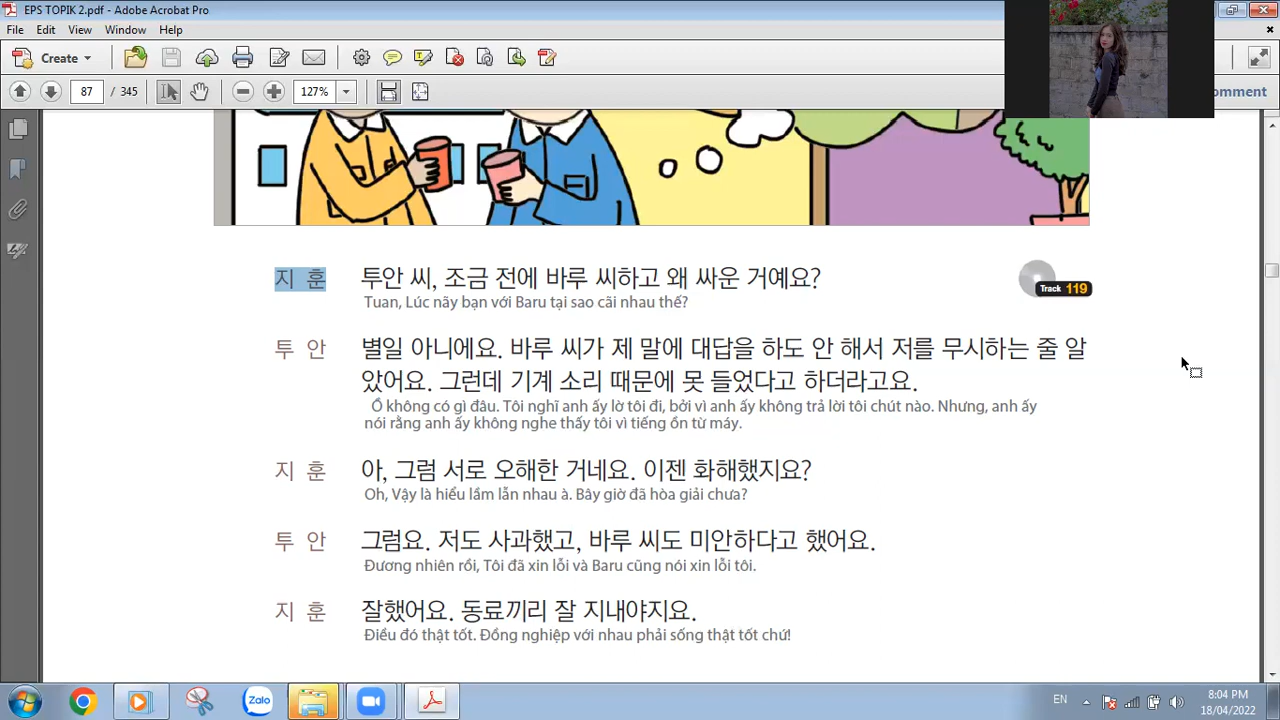 EPS TOPIK 2.pdf - Adobe Acrobat Pro
File Edit View Window Help
Create
87 / 345 127% Comment
지 훈 투안 씨, 조금 전에 바루 씨하고 왜 싸운 거예요?
Track 119
Tuan, Lúc nãy bạn với Baru tại sao cãi nhau thế?
투 안 별일 아니에요. 바루 씨가 제 말에 대답을 하도 안 해서 저를 무시하는 줄 알
았어요. 그런데 기계 소리 때문에 못 들었다고 하더라고요.
Ồ không có gì đâu. Tôi nghĩ anh ấy lờ tôi đi, bởi vì anh ấy không trả lời tôi chút nào. Nhưng, anh ấy
nói rằng anh ấy không nghe thấy tôi vì tiếng ồn từ máy.
지 훈 아, 그럼 서로 오해한 거네요. 이젠 화해했지요?
Oh, Vậy là hiểu lầm lẫn nhau à. Bây giờ đã hòa giải chưa?
투 안 그럼요. 저도 사과했고, 바루 씨도 미안하다고 했어요.
Đương nhiên rồi, Tôi đã xin lỗi và Baru cũng nói xin lỗi tôi.
지 훈 잘했어요. 동료끼리 잘 지내야지요.
Điều đó thật tốt. Đồng nghiệp với nhau phải sống thật tốt chứ!
Zalo
EN
8:04 PM
18/04/2022